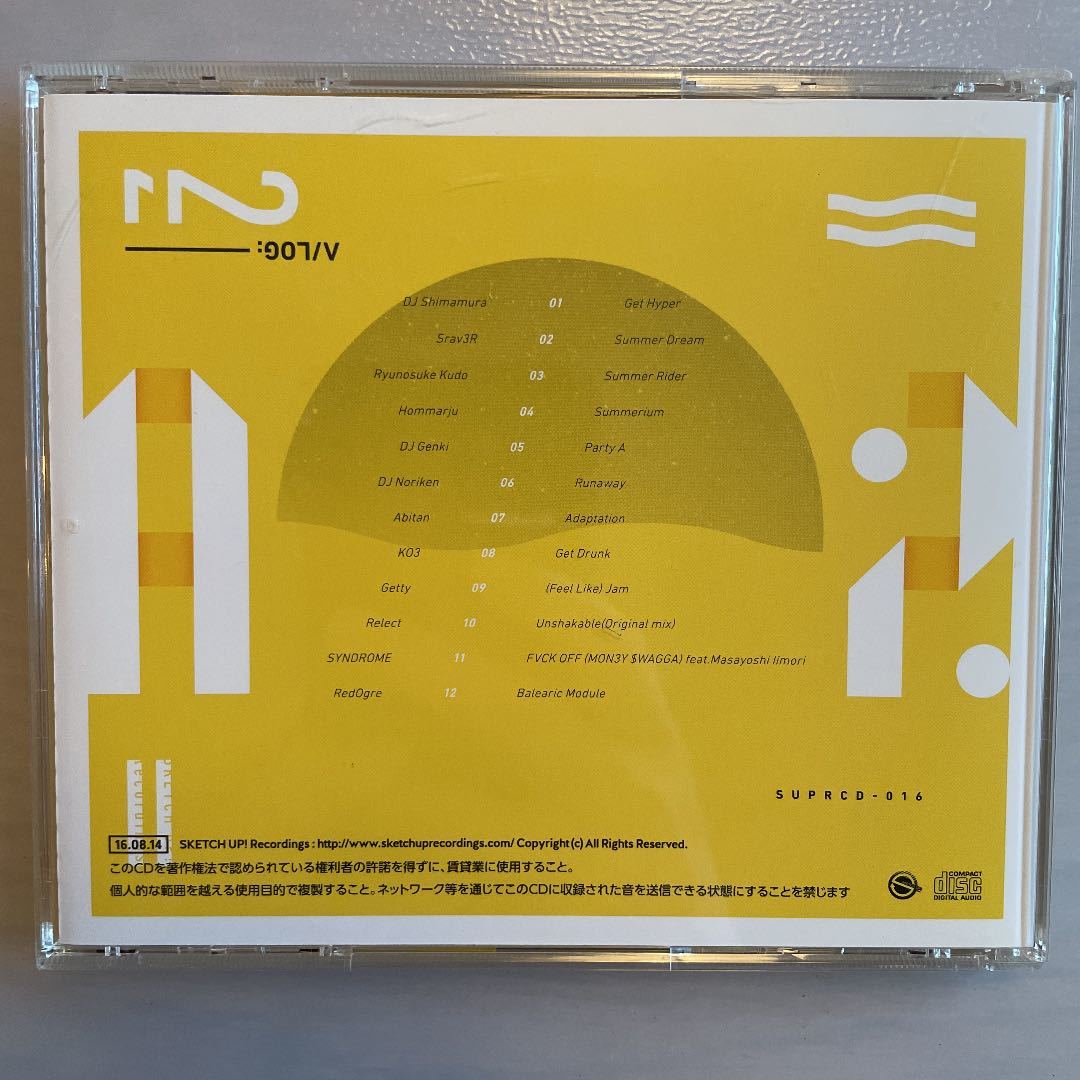 V/LOG:
DJ Shimamura 01 Get Hyper
Srav3R 02 Summer Dream
Ryunosuke Kudo 03 Summer Rider
Hommarju 04 Summerium
DJ Genki 05 Party A
DJ Noriken 06 Runaway
Abitan 07 Adaptation
KO3 08 Get Drunk
Getty 09 (Feel Like) Jam
Relect 10 Unshakable(Original mix)
SYNDROME 11 FVCK OFF (MON3Y $WAGGA) feat.Masayoshi Iimori
RedOgre 12 Balearic Module
SUPRCD-016
16.08.14 SKETCH UP! Recordings : http://www.sketchuprecordings.com/ Copyright (c) All Rights Reserved.
このCDを著作権法で認められている権利者の許諾を得ずに、賃貸業に使用すること。
個人的な範囲を越える使用目的で複製すること。ネットワーク等を通じてこのCDに収録された音を送信できる状態にすることを禁じます
COMPACT
disc
DIGITAL AUDIO